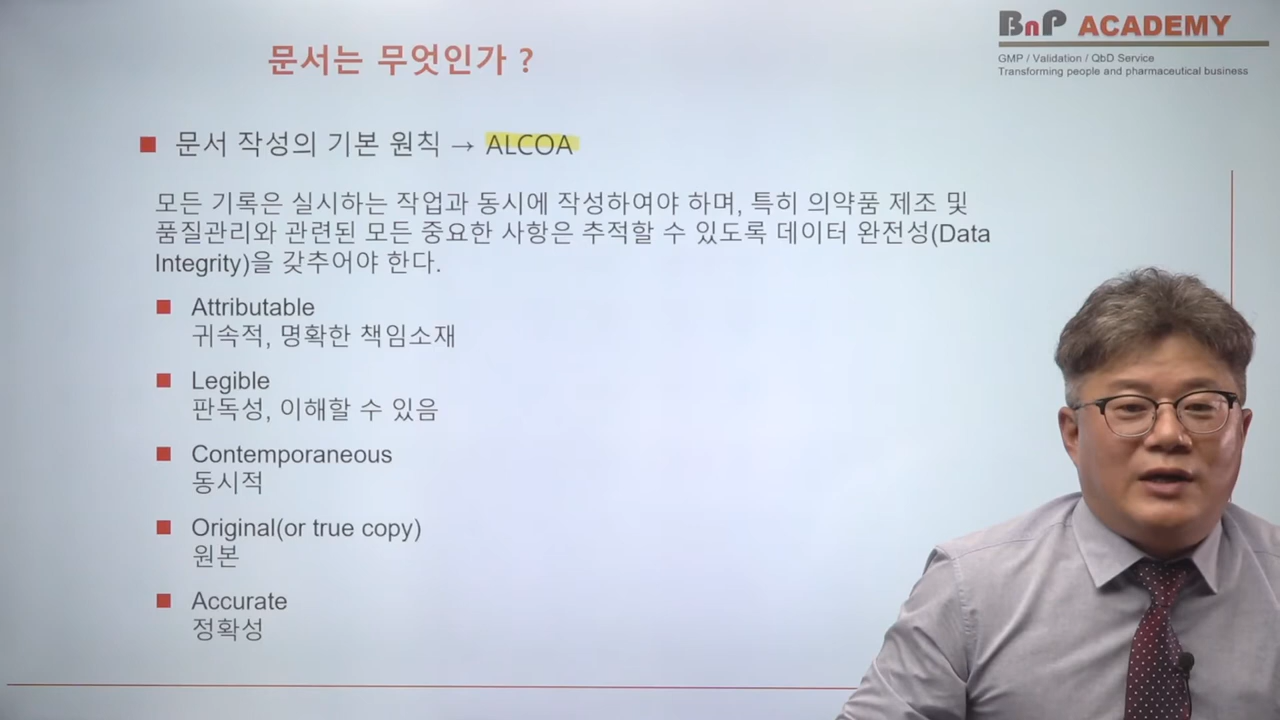 BnP ACADEMY
GMP / Validation / QbD Service
Transforming people and pharmaceutical business
문서는 무엇인가 ?
문서 작성의 기본 원칙 → ALCOA
모든 기록은 실시하는 작업과 동시에 작성하여야 하며, 특히 의약품 제조 및
품질관리와 관련된 모든 중요한 사항은 추적할 수 있도록 데이터 완전성(Data
Integrity)을 갖추어야 한다.
Attributable
귀속적, 명확한 책임소재
Legible
판독성, 이해할 수 있음
Contemporaneous
동시적
Original(or true copy)
원본
Accurate
정확성